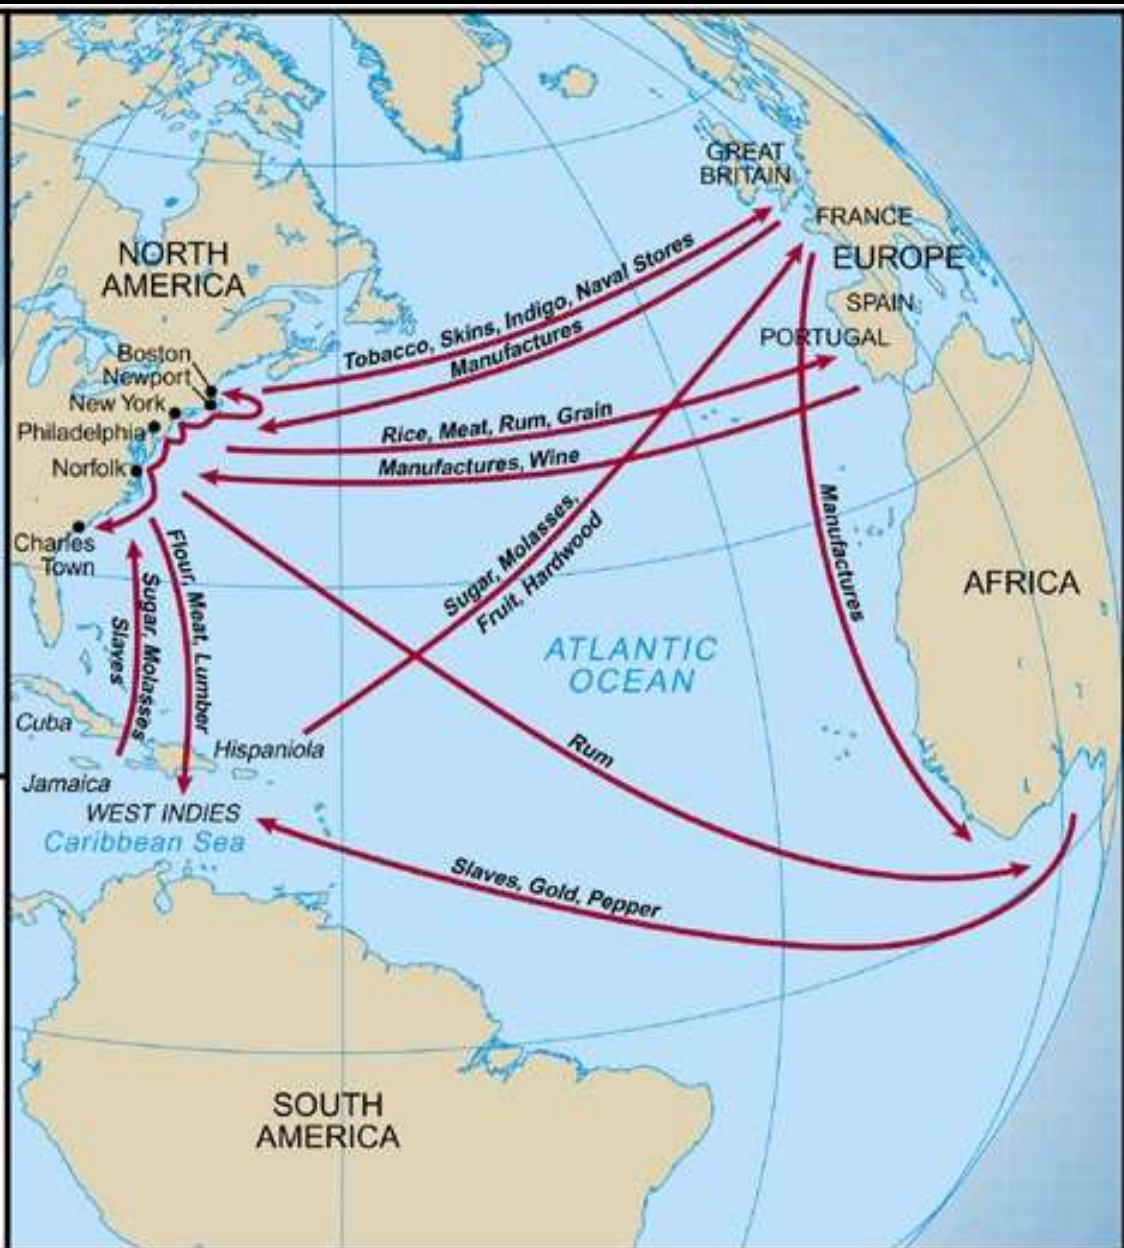 GREAT
BRITAIN
FRANCE
EUROPE
SPAIN
PORTUGAL
NORTH
AMERICA
Boston
Newport
New York
Philadelphia
Norfolk
Charles
Town
Tobacco, Skins, Indigo, Naval Stores
Manufactures
Rice, Meat, Rum, Grain
Manufactures, Wine
Sugar, Molasses,
Fruit, Hardwood
Manufactures
AFRICA
ATLANTIC
OCEAN
Flour, Meat, Lumber
Sugar, Molasses
Slaves
Cuba
Hispaniola
Jamaica
WEST INDIES
Caribbean Sea
Rum
Slaves, Gold, Pepper
SOUTH
AMERICA